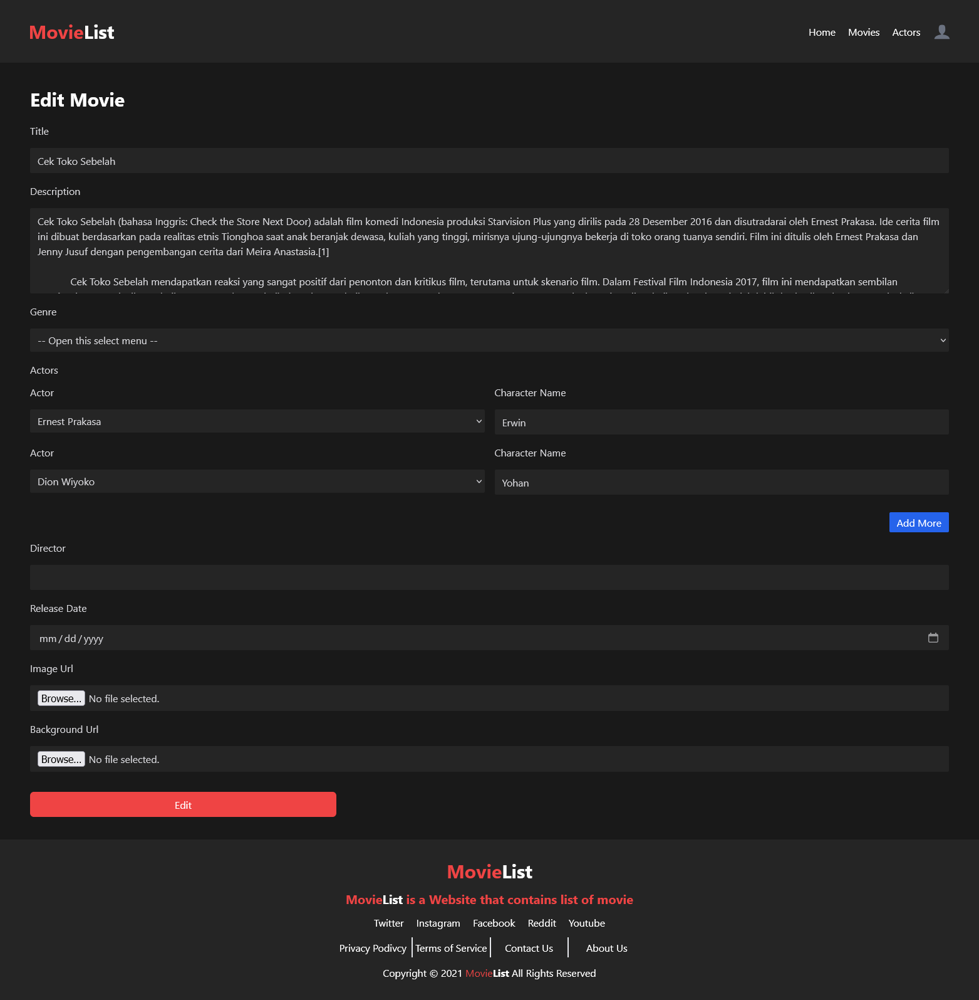 MovieList
Home Movies Actors
Edit Movie
Title
Cek Toko Sebelah
Description
Cek Toko Sebelah (bahasa Inggris: Check the Store Next Door) adalah film komedi Indonesia produksi Starvision Plus yang dirilis pada 28 Desember 2016 dan disutradarai oleh Ernest Prakasa. Ide cerita film
ini dibuat berdasarkan pada realitas etnis Tionghoa saat anak beranjak dewasa, kuliah yang tinggi, mirisnya ujung-ujungnya bekerja di toko orang tuanya sendiri. Film ini ditulis oleh Ernest Prakasa dan
Jenny Jusuf dengan pengembangan cerita dari Meira Anastasia.[1]
Cek Toko Sebelah mendapatkan reaksi yang sangat positif dari penonton dan kritikus film, terutama untuk skenario film. Dalam Festival Film Indonesia 2017, film ini mendapatkan sembilan
Genre
-- Open this select menu --
Actors
Actor Character Name
Ernest Prakasa Erwin
Actor Character Name
Dion Wiyoko Yohan
Add More
Director
Release Date
mm / dd / yyyy
Image Url
Browse... No file selected.
Background Url
Browse... No file selected.
Edit
MovieList
MovieList is a Website that contains list of movie
Twitter Instagram Facebook Reddit Youtube
Privacy Podivcy Terms of Service Contact Us About Us
Copyright © 2021 MovieList All Rights Reserved